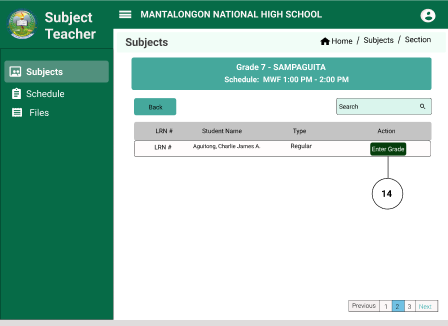 Subject
Teacher
MANTALONGON NATIONAL HIGH SCHOOL
Subjects
Home / Subjects / Section
Subjects
Schedule
Files
Grade 7 - SAMPAGUITA
Schedule: MWF 1:00 PM - 2:00 PM
Back
Search
LRN # Student Name Type Action
LRN # Aguitong, Charlie James A. Regular Enter Grade
14
Previous 1 2 3 Next